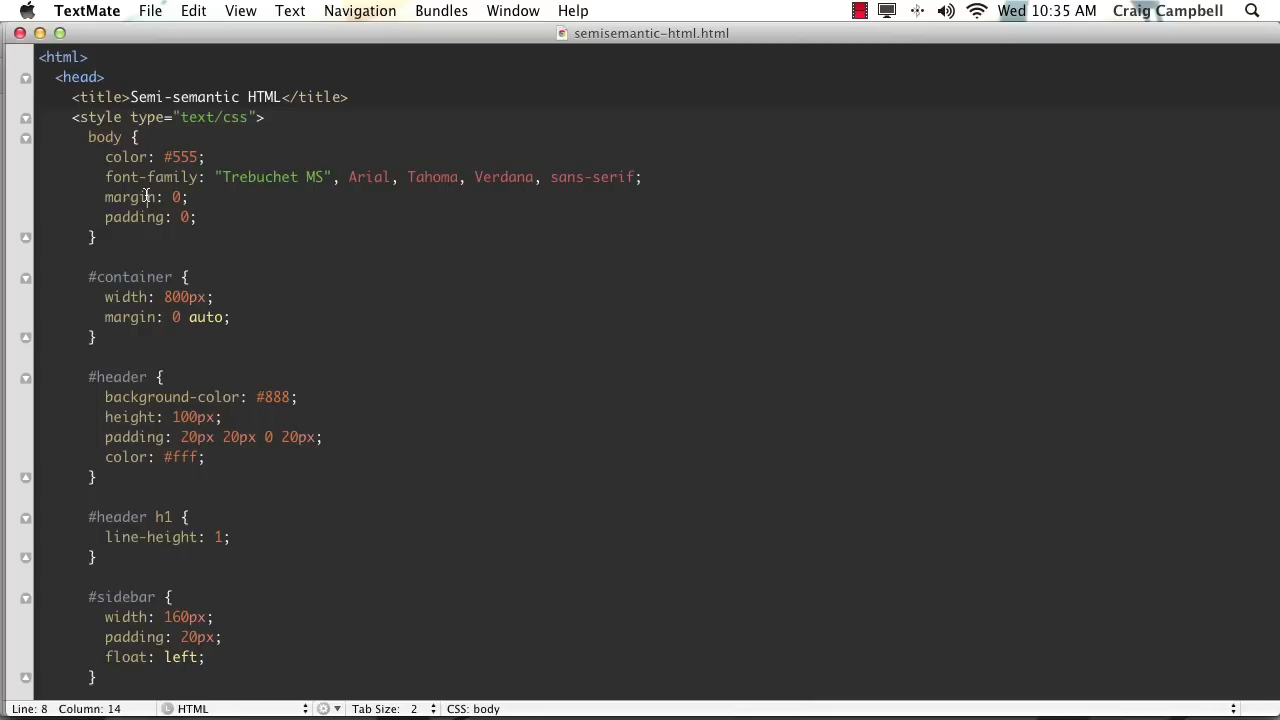 TextMate File Edit View Text Navigation Bundles Window Help Wed 10:35 AM Craig Campbell
semisemantic-html.html
<html>
<head>
<title>Semi-semantic HTML</title>
<style type="text/css">
body {
color: #555;
font-family: "Trebuchet MS", Arial, Tahoma, Verdana, sans-serif;
margin: 0;
padding: 0;
}
#container {
width: 800px;
margin: 0 auto;
}
#header {
background-color: #888;
height: 100px;
padding: 20px 20px 0 20px;
color: #fff;
}
#header h1 {
line-height: 1;
}
#sidebar {
width: 160px;
padding: 20px;
float: left;
}
Line: 8 Column: 14 L HTML Tab Size: 2 CSS: body